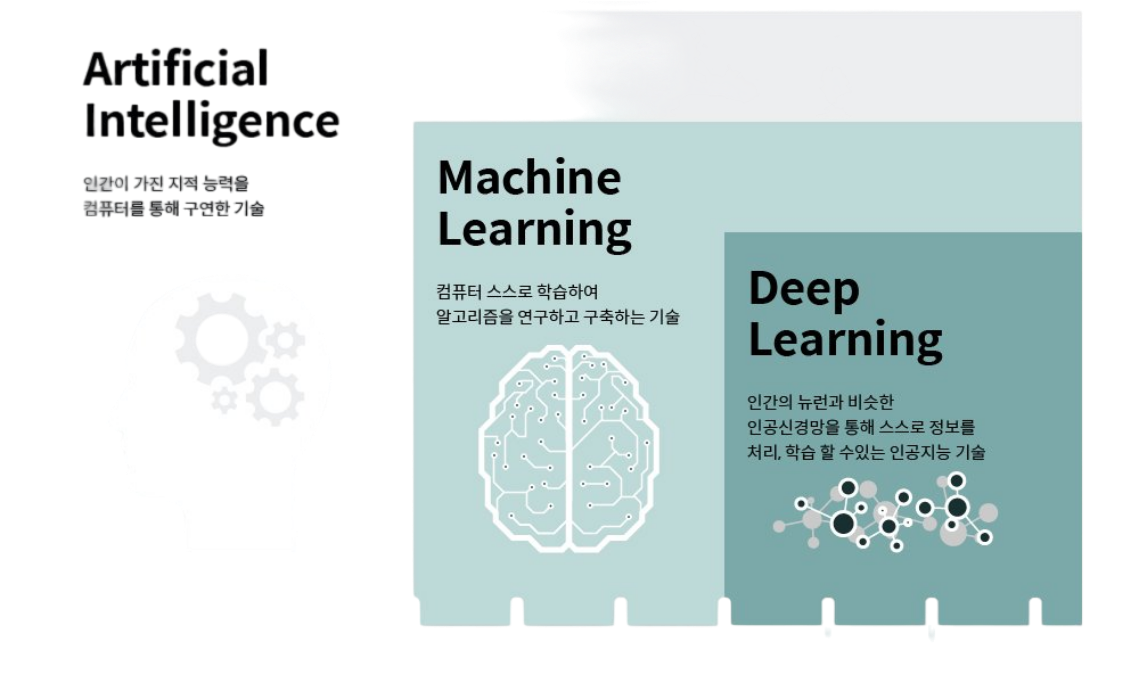 Artificial
Intelligence
인간이 가진 지적 능력을
컴퓨터를 통해 구연한 기술
Machine
Learning
컴퓨터 스스로 학습하여
알고리즘을 연구하고 구축하는 기술
Deep
Learning
인간의 뉴런과 비슷한
인공신경망을 통해 스스로 정보를
처리, 학습 할 수있는 인공지능 기술